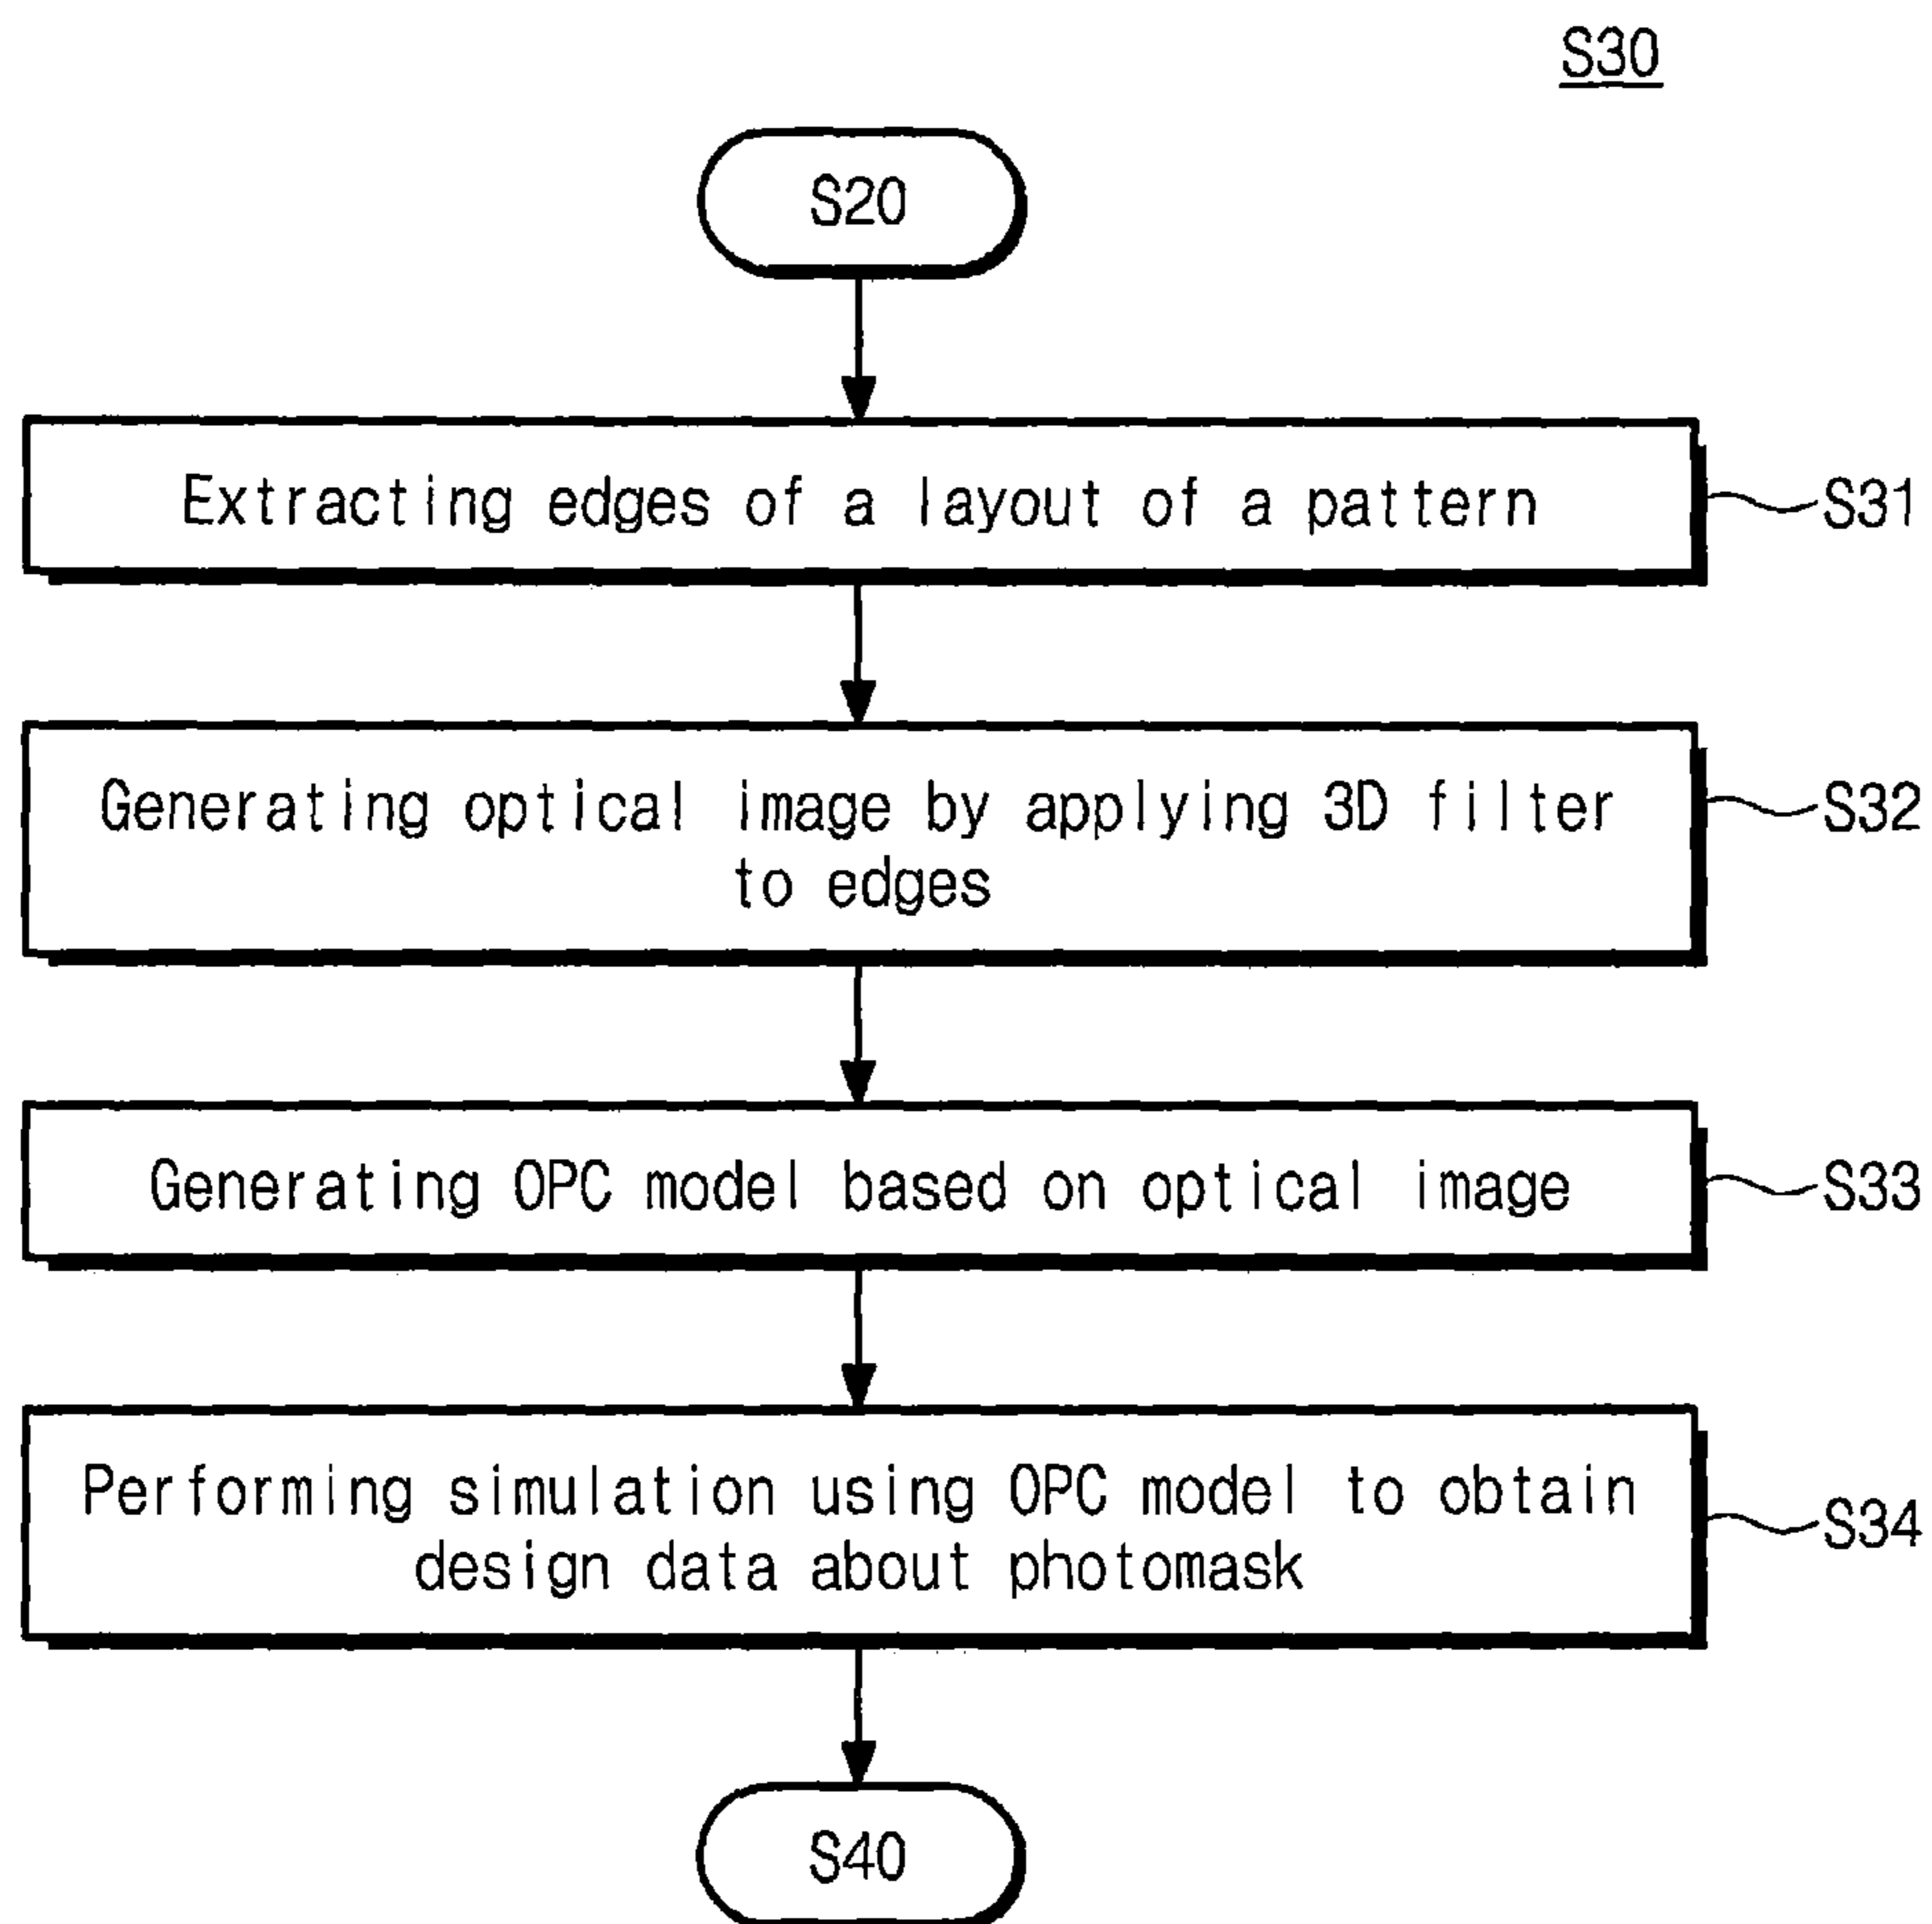 S30
S20
Extracting edges of a layout of a pattern
S31
Generating optical image by applying 3D filter
to edges
S32
Generating OPC model based on optical image
S33
Performing simulation using OPC model to obtain
design data about photomask
S34
S40